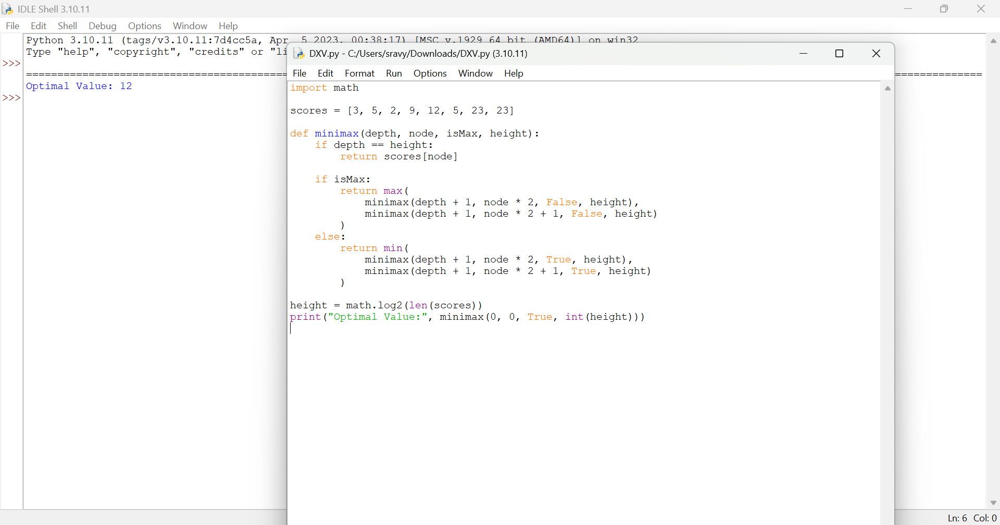 IDLE Shell 3.10.11
File Edit Shell Debug Options Window Help
Python 3.10.11 (tags/v3.10.11:7d4cc5a, Apr  5 2023, 00:38:17) [MSC v.1929 64 bit (AMD64)] on win32
Type "help", "copyright", "credits" or "li
>>>
==========================================
Optimal Value: 12
>>>
DXV.py - C:/Users/sravy/Downloads/DXV.py (3.10.11)
File Edit Format Run Options Window Help
import math
scores = [3, 5, 2, 9, 12, 5, 23, 23]
def minimax(depth, node, isMax, height):
    if depth == height:
        return scores[node]
    if isMax:
        return max(
            minimax(depth + 1, node * 2, False, height),
            minimax(depth + 1, node * 2 + 1, False, height)
        )
    else:
        return min(
            minimax(depth + 1, node * 2, True, height),
            minimax(depth + 1, node * 2 + 1, True, height)
        )
height = math.log2(len(scores))
print("Optimal Value:", minimax(0, 0, True, int(height)))
Ln: 6 Col: 0